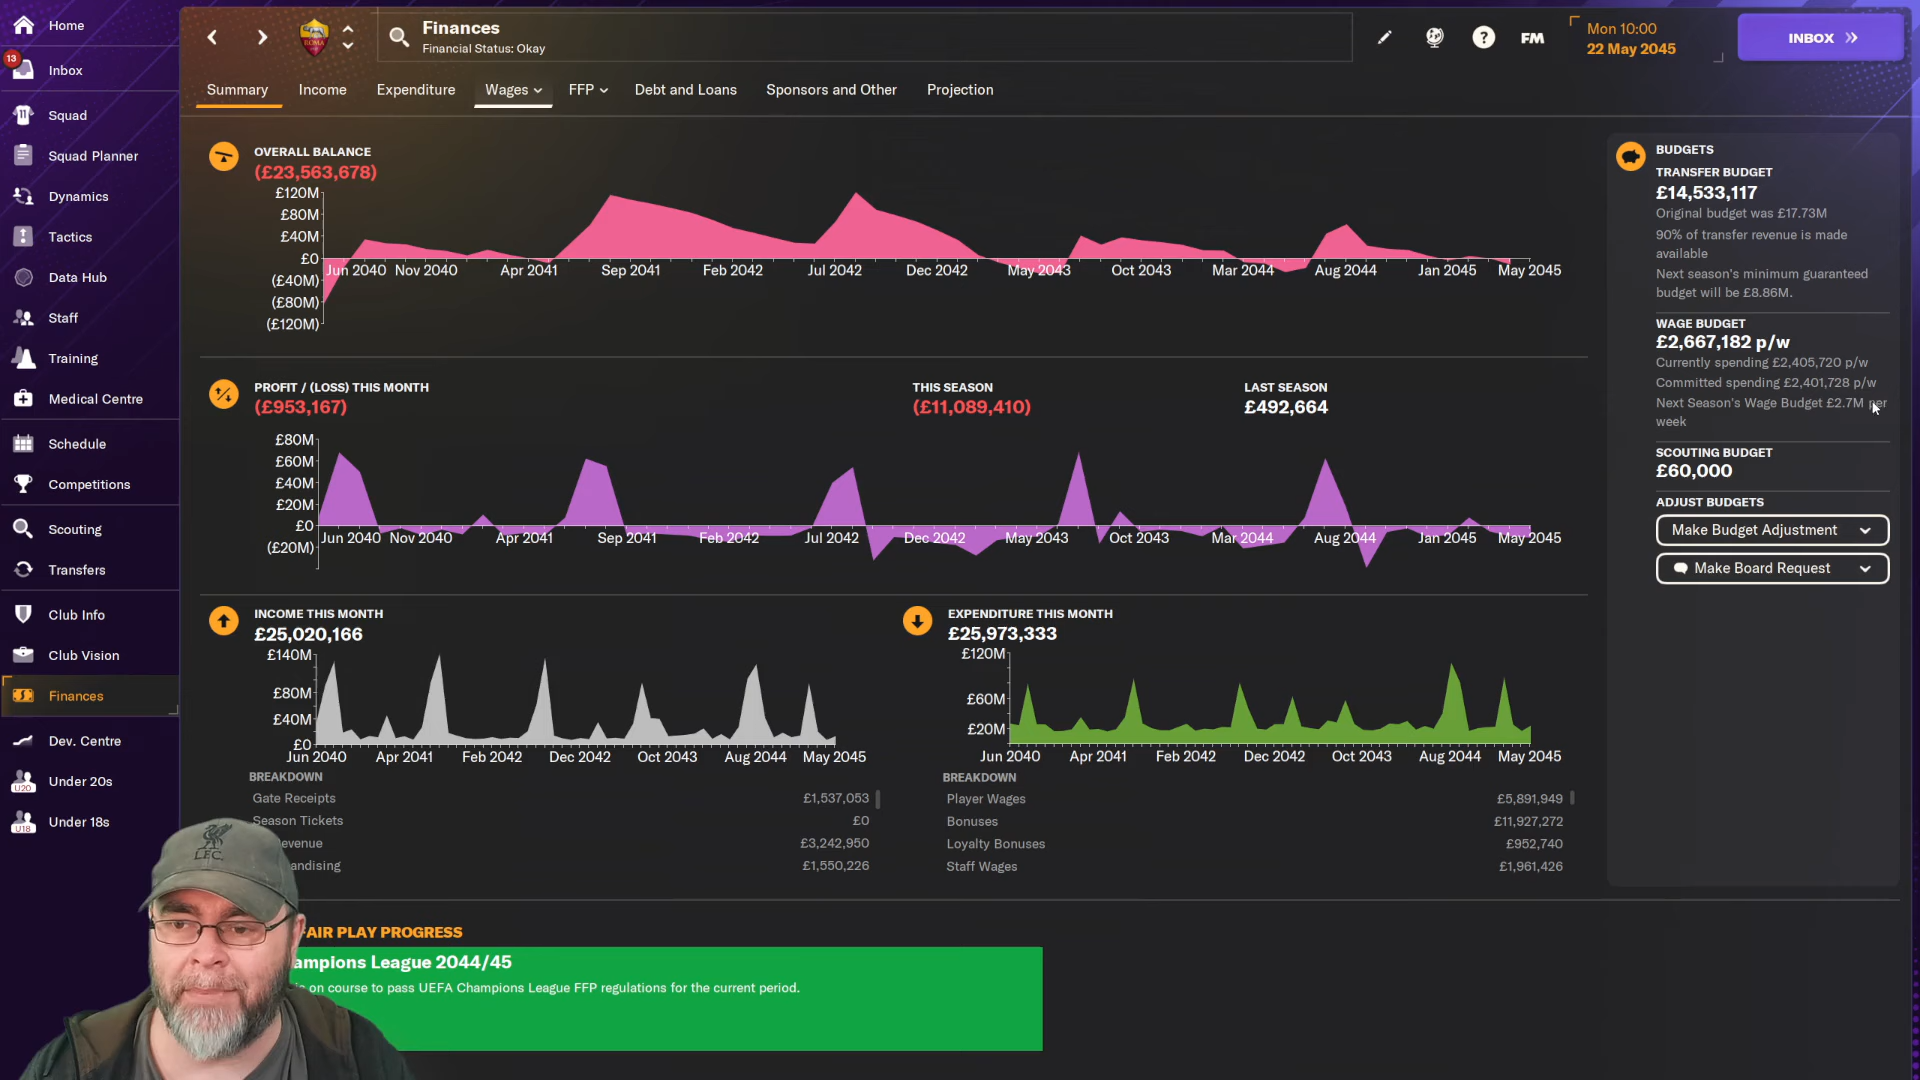 Home
13
Inbox
Squad
Squad Planner
Dynamics
Tactics
Data Hub
Staff
Training
Medical Centre
Schedule
Competitions
Scouting
Transfers
Club Info
Club Vision
Finances
Dev. Centre
U20
Under 20s
U18
Under 18s
ROMA
Finances
Financial Status: Okay
?
FM
Mon 10:00
22 May 2045
INBOX
Summary Income Expenditure Wages FFP Debt and Loans Sponsors and Other Projection
OVERALL BALANCE
(£23,563,678)
£120M
£80M
£40M
£0
(£40M)
(£80M)
(£120M)
Jun 2040 Nov 2040 Apr 2041 Sep 2041 Feb 2042 Jul 2042 Dec 2042 May 2043 Oct 2043 Mar 2044 Aug 2044 Jan 2045 May 2045
PROFIT / (LOSS) THIS MONTH
(£953,167)
THIS SEASON
(£11,089,410)
LAST SEASON
£492,664
£80M
£60M
£40M
£20M
£0
(£20M)
Jun 2040 Nov 2040 Apr 2041 Sep 2041 Feb 2042 Jul 2042 Dec 2042 May 2043 Oct 2043 Mar 2044 Aug 2044 Jan 2045 May 2045
INCOME THIS MONTH
£25,020,166
£140M
£80M
£40M
£0
Jun 2040 Apr 2041 Feb 2042 Dec 2042 Oct 2043 Aug 2044 May 2045
BREAKDOWN
Gate Receipts £1,537,053
Season Tickets £0
evenue £3,242,950
andising £1,550,226
EXPENDITURE THIS MONTH
£25,973,333
£120M
£60M
£20M
Jun 2040 Apr 2041 Feb 2042 Dec 2042 Oct 2043 Aug 2044 May 2045
BREAKDOWN
Player Wages £5,891,949
Bonuses £11,927,272
Loyalty Bonuses £952,740
Staff Wages £1,961,426
AIR PLAY PROGRESS
ampions League 2044/45
on course to pass UEFA Champions League FFP regulations for the current period.
BUDGETS
TRANSFER BUDGET
£14,533,117
Original budget was £17.73M
90% of transfer revenue is made
available
Next season's minimum guaranteed
budget will be £8.86M.
WAGE BUDGET
£2,667,182 p/w
Currently spending £2,405,720 p/w
Committed spending £2,401,728 p/w
Next Season's Wage Budget £2.7M per
week
SCOUTING BUDGET
£60,000
ADJUST BUDGETS
Make Budget Adjustment
Make Board Request
L.F.C.